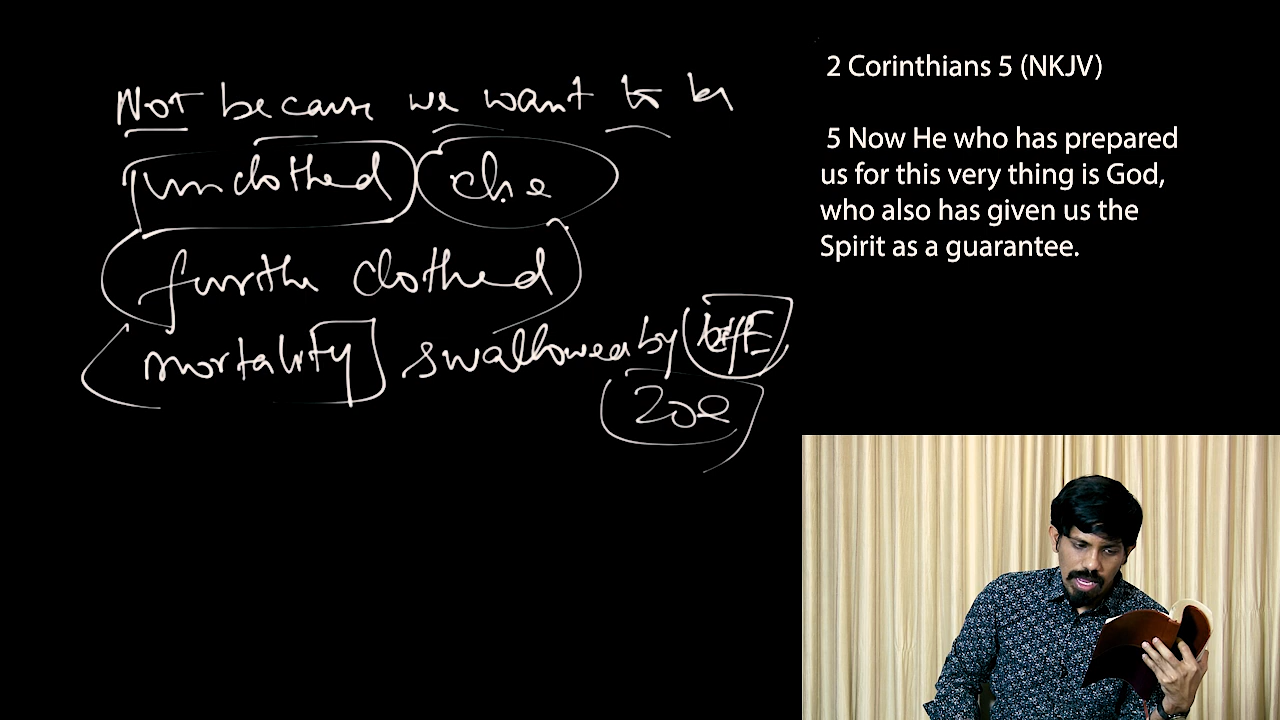 Not because we want to be
unclothed
further clothed
mortality swallowed by LIFE
Zoe
2 Corinthians 5 (NKJV)
5 Now He who has prepared
us for this very thing is God,
who also has given us the
Spirit as a guarantee.